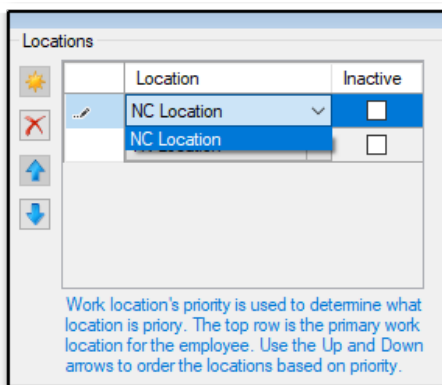 Locations
Location Inactive
NC Location
NC Location
Work location's priority is used to determine what
location is priory. The top row is the primary work
location for the employee. Use the Up and Down
arrows to order the locations based on priority.